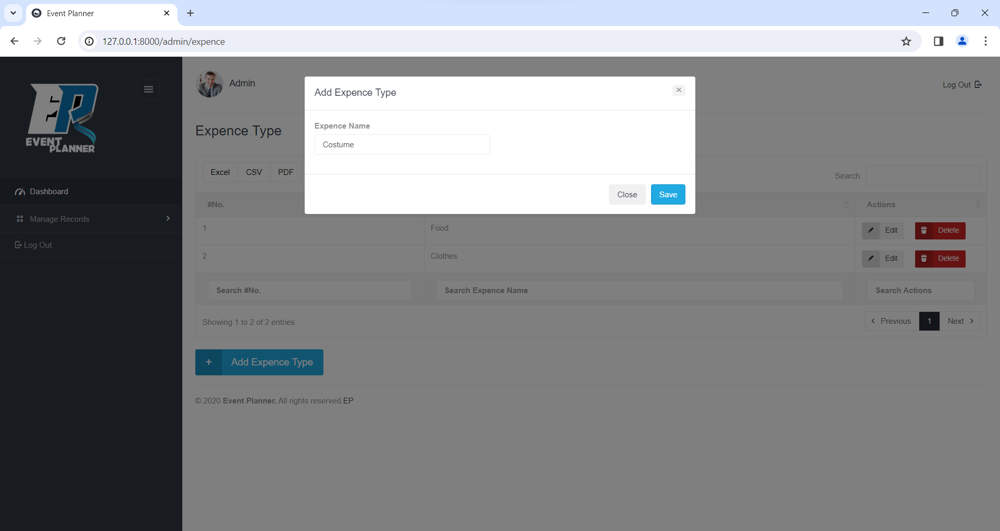 Event Planner
127.0.0.1:8000/admin/expence
EVENT
PLANNER
Admin
Log Out
Dashboard
Manage Records
Log Out
Expence Type
Add Expence Type
Expence Name
Costume
Close
Save
Excel
CSV
PDF
Search:
#No.
Actions
1
Food
Edit
Delete
2
Clothes
Edit
Delete
Search #No.
Search Expence Name
Search Actions
Showing 1 to 2 of 2 entries
Previous
1
Next
+ Add Expence Type
© 2020 Event Planner. All rights reserved.EP